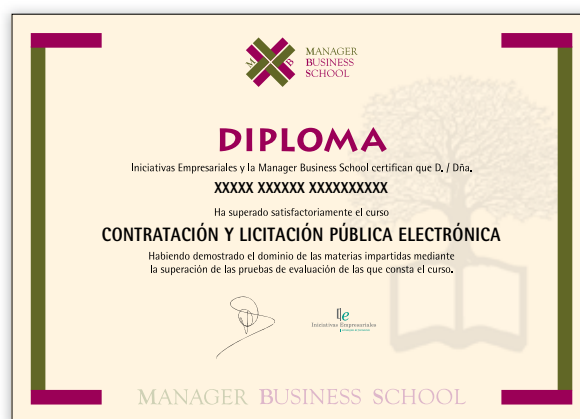 M B
MANAGER
BUSINESS
SCHOOL
DIPLOMA
Iniciativas Empresariales y la Manager Business School certifican que D. / Dña.
XXXXX XXXXXX XXXXXXXXXX
Ha superado satisfactoriamente el curso
CONTRATACIÓN Y LICITACIÓN PÚBLICA ELECTRÓNICA
Habiendo demostrado el dominio de las materias impartidas mediante
la superación de las pruebas de evaluación de las que consta el curso.
Iniciativas Empresariales
MANAGER BUSINESS SCHOOL